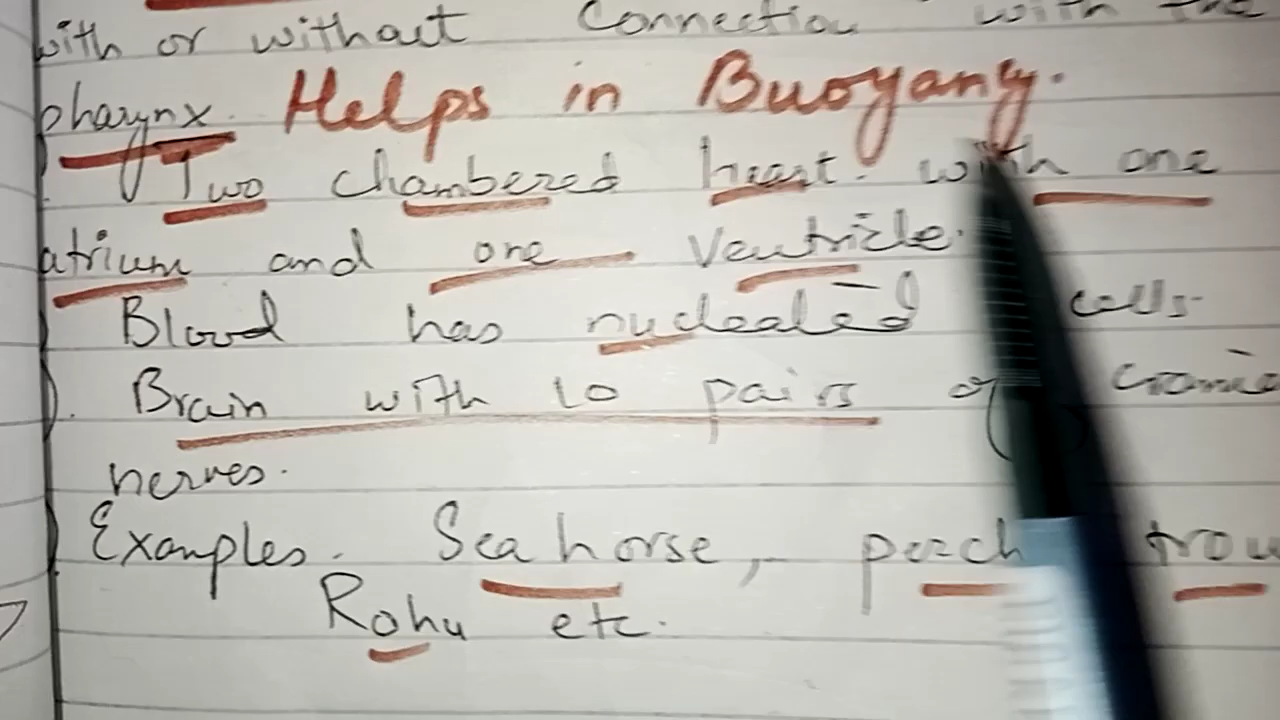 with or without Connection with the
pharynx. Helps in Buoyancy.
Two chambered heart. with one
atrium and one Ventricle.
Blood has nucleated cells.
Brain with 10 pairs of
nerves.
Examples. Sea horse, perch
Rohu etc.